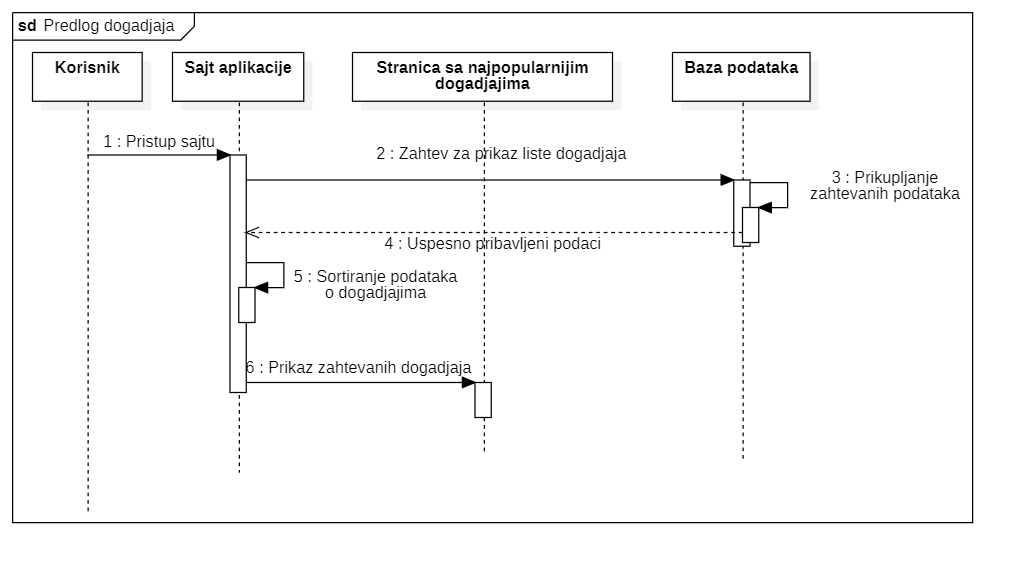 sd Predlog dogadjaja
Korisnik
Sajt aplikacije
Stranica sa najpopularnijim
dogadjajima
Baza podataka
1 : Pristup sajtu
2 : Zahtev za prikaz liste dogadjaja
3 : Prikupljanje
zahtevanih podataka
4 : Uspesno pribavljeni podaci
5 : Sortiranje podataka
o dogadjajima
6 : Prikaz zahtevanih dogadjaja